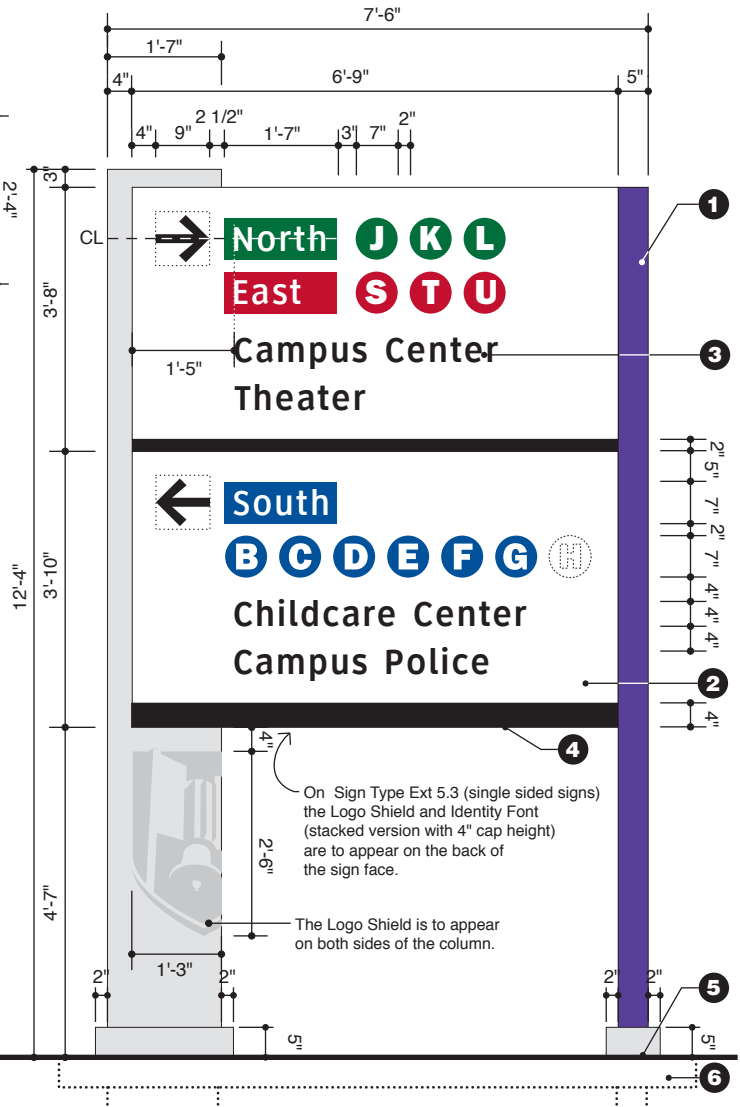 7'-6"
1'-7"
4" 6'-9" 5"
2 1/2" 2"
4" 9" 1'-7" 3" 7"
3"
2'-4"
1
CL North J K L
East S T U
3'-8"
Campus Center 3
1'-5"
Theater
2"
5"
South 7"
2"
B C D E F G H 7"
12'-4" 3'-10"
4"
Childcare Center 4"
4"
Campus Police
2
4"
4" 4
On Sign Type Ext 5.3 (single sided signs)
the Logo Shield and Identity Font
(stacked version with 4" cap height)
are to appear on the back of
the sign face.
2'-6"
4'-7"
The Logo Shield is to appear
on both sides of the column.
1'-3"
2" 2" 2" 2"
5
5" 5"
6